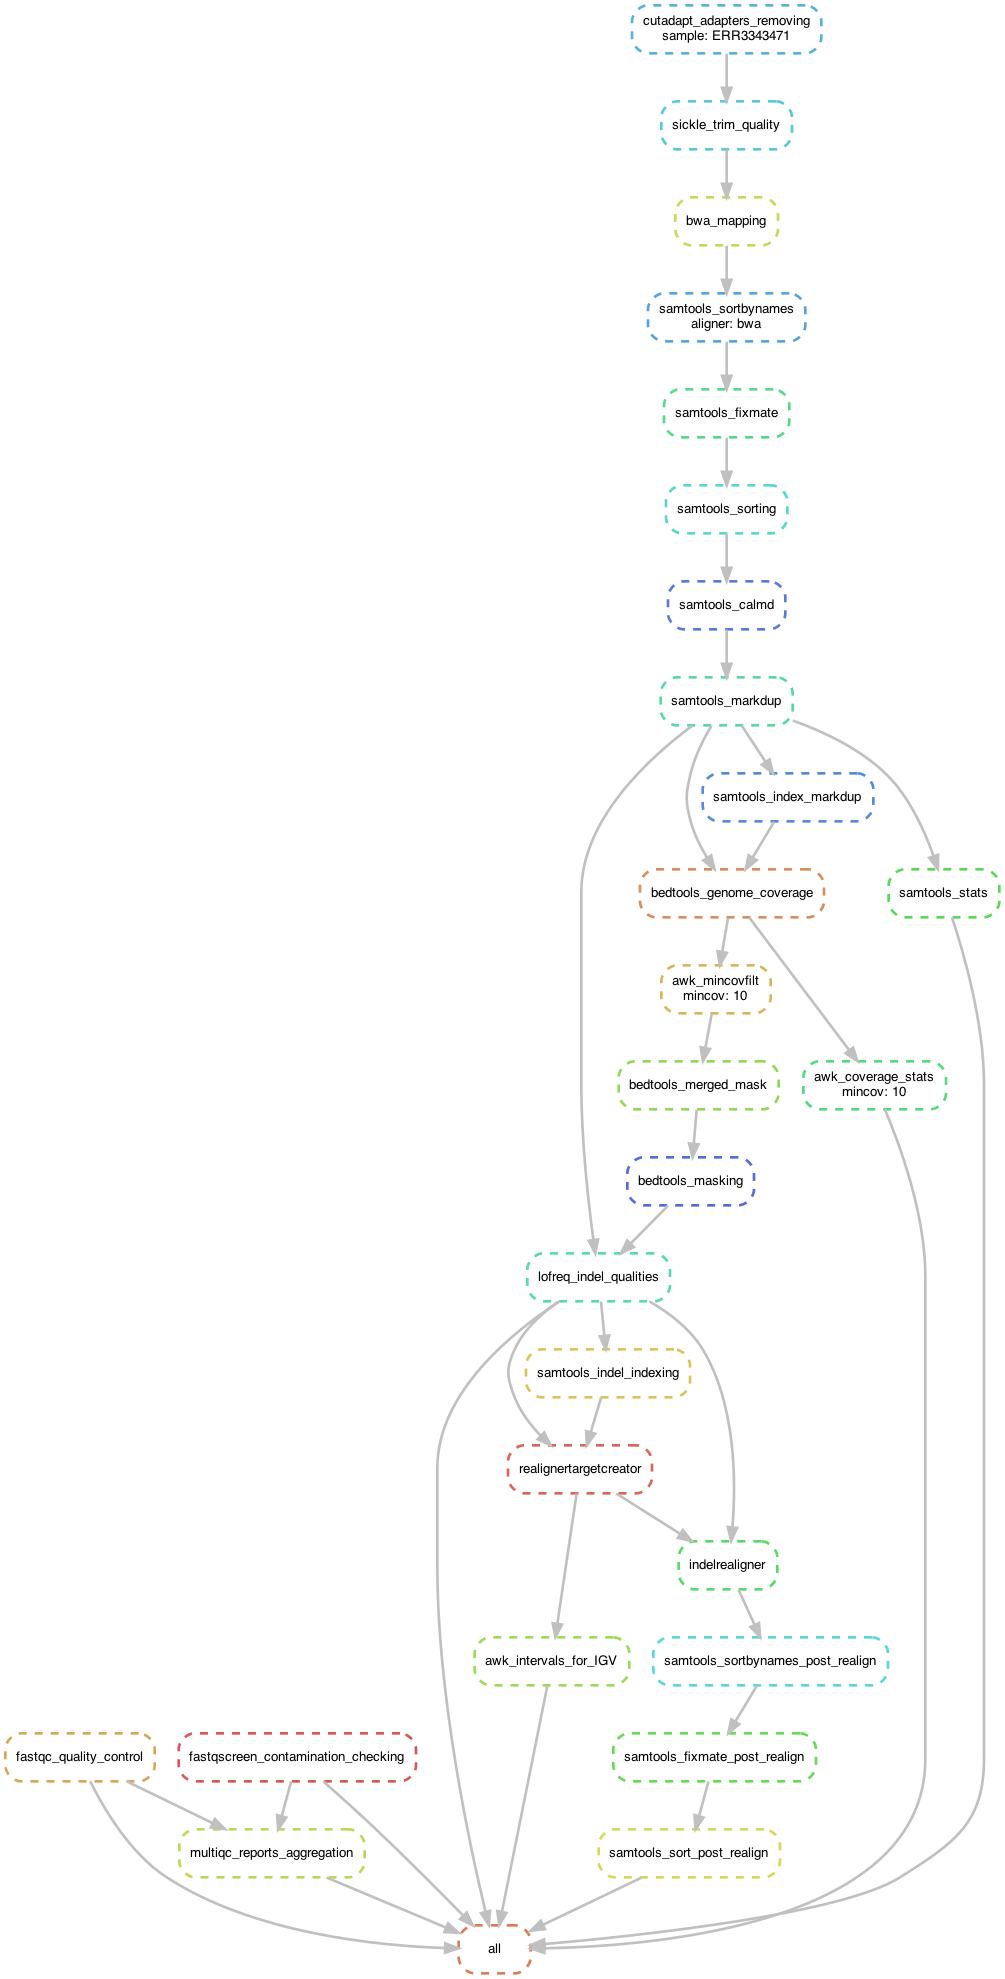 cutadapt_adapters_removing
sample: ERR3343471
sickle_trim_quality
bwa_mapping
samtools_sortbynames
aligner: bwa
samtools_fixmate
samtools_sorting
samtools_calmd
samtools_markdup
samtools_index_markdup
bedtools_genome_coverage
samtools_stats
awk_mincovfilt
mincov: 10
bedtools_merged_mask
awk_coverage_stats
mincov: 10
bedtools_masking
lofreq_indel_qualities
samtools_indel_indexing
realignertargetcreator
indelrealigner
awk_intervals_for_IGV
samtools_sortbynames_post_realign
fastqc_quality_control
fastqscreen_contamination_checking
samtools_fixmate_post_realign
multiqc_reports_aggregation
samtools_sort_post_realign
all